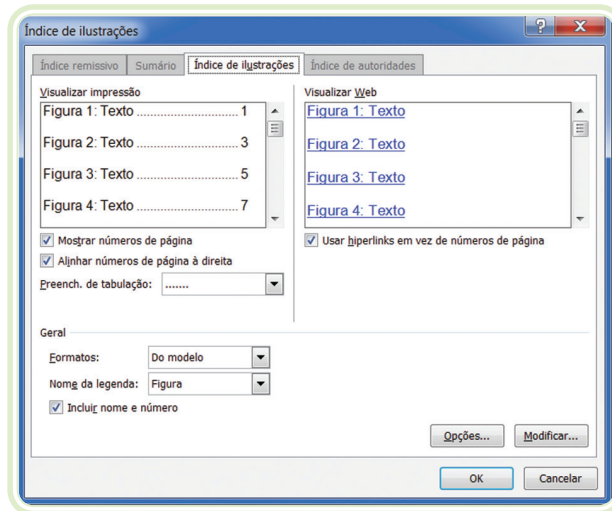 Índice de ilustrações
Índice remissivo Sumário Índice de ilustrações Índice de autoridades
Visualizar impressão
Figura 1: Texto .............................. 1
Figura 2: Texto .............................. 3
Figura 3: Texto .............................. 5
Figura 4: Texto .............................. 7
Visualizar Web
Figura 1: Texto
Figura 2: Texto
Figura 3: Texto
Figura 4: Texto
Mostrar números de página
Alinhar números de página à direita
Preench. de tabulação: .......
Usar hiperlinks em vez de números de página
Geral
Formatos: Do modelo
Nome da legenda: Figura
Incluir nome e número
Opções... Modificar...
OK Cancelar